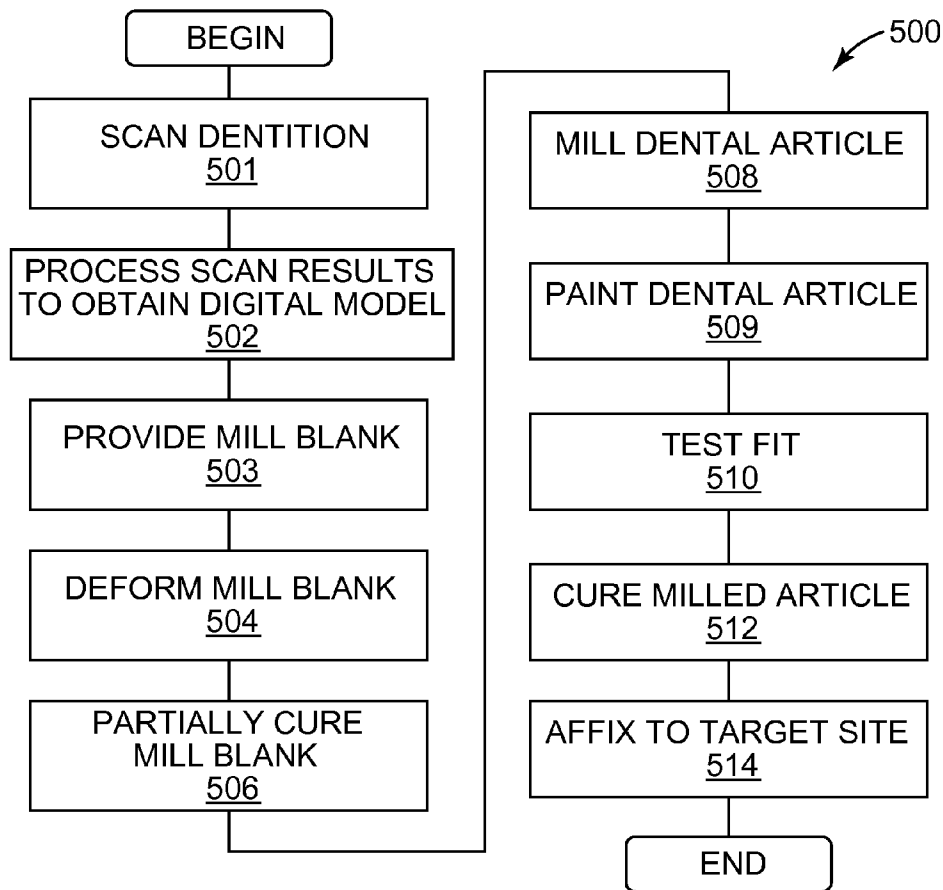 BEGIN
SCAN DENTITION
501
PROCESS SCAN RESULTS
TO OBTAIN DIGITAL MODEL
502
PROVIDE MILL BLANK
503
DEFORM MILL BLANK
504
PARTIALLY CURE
MILL BLANK
506
500
MILL DENTAL ARTICLE
508
PAINT DENTAL ARTICLE
509
TEST FIT
510
CURE MILLED ARTICLE
512
AFFIX TO TARGET SITE
514
END